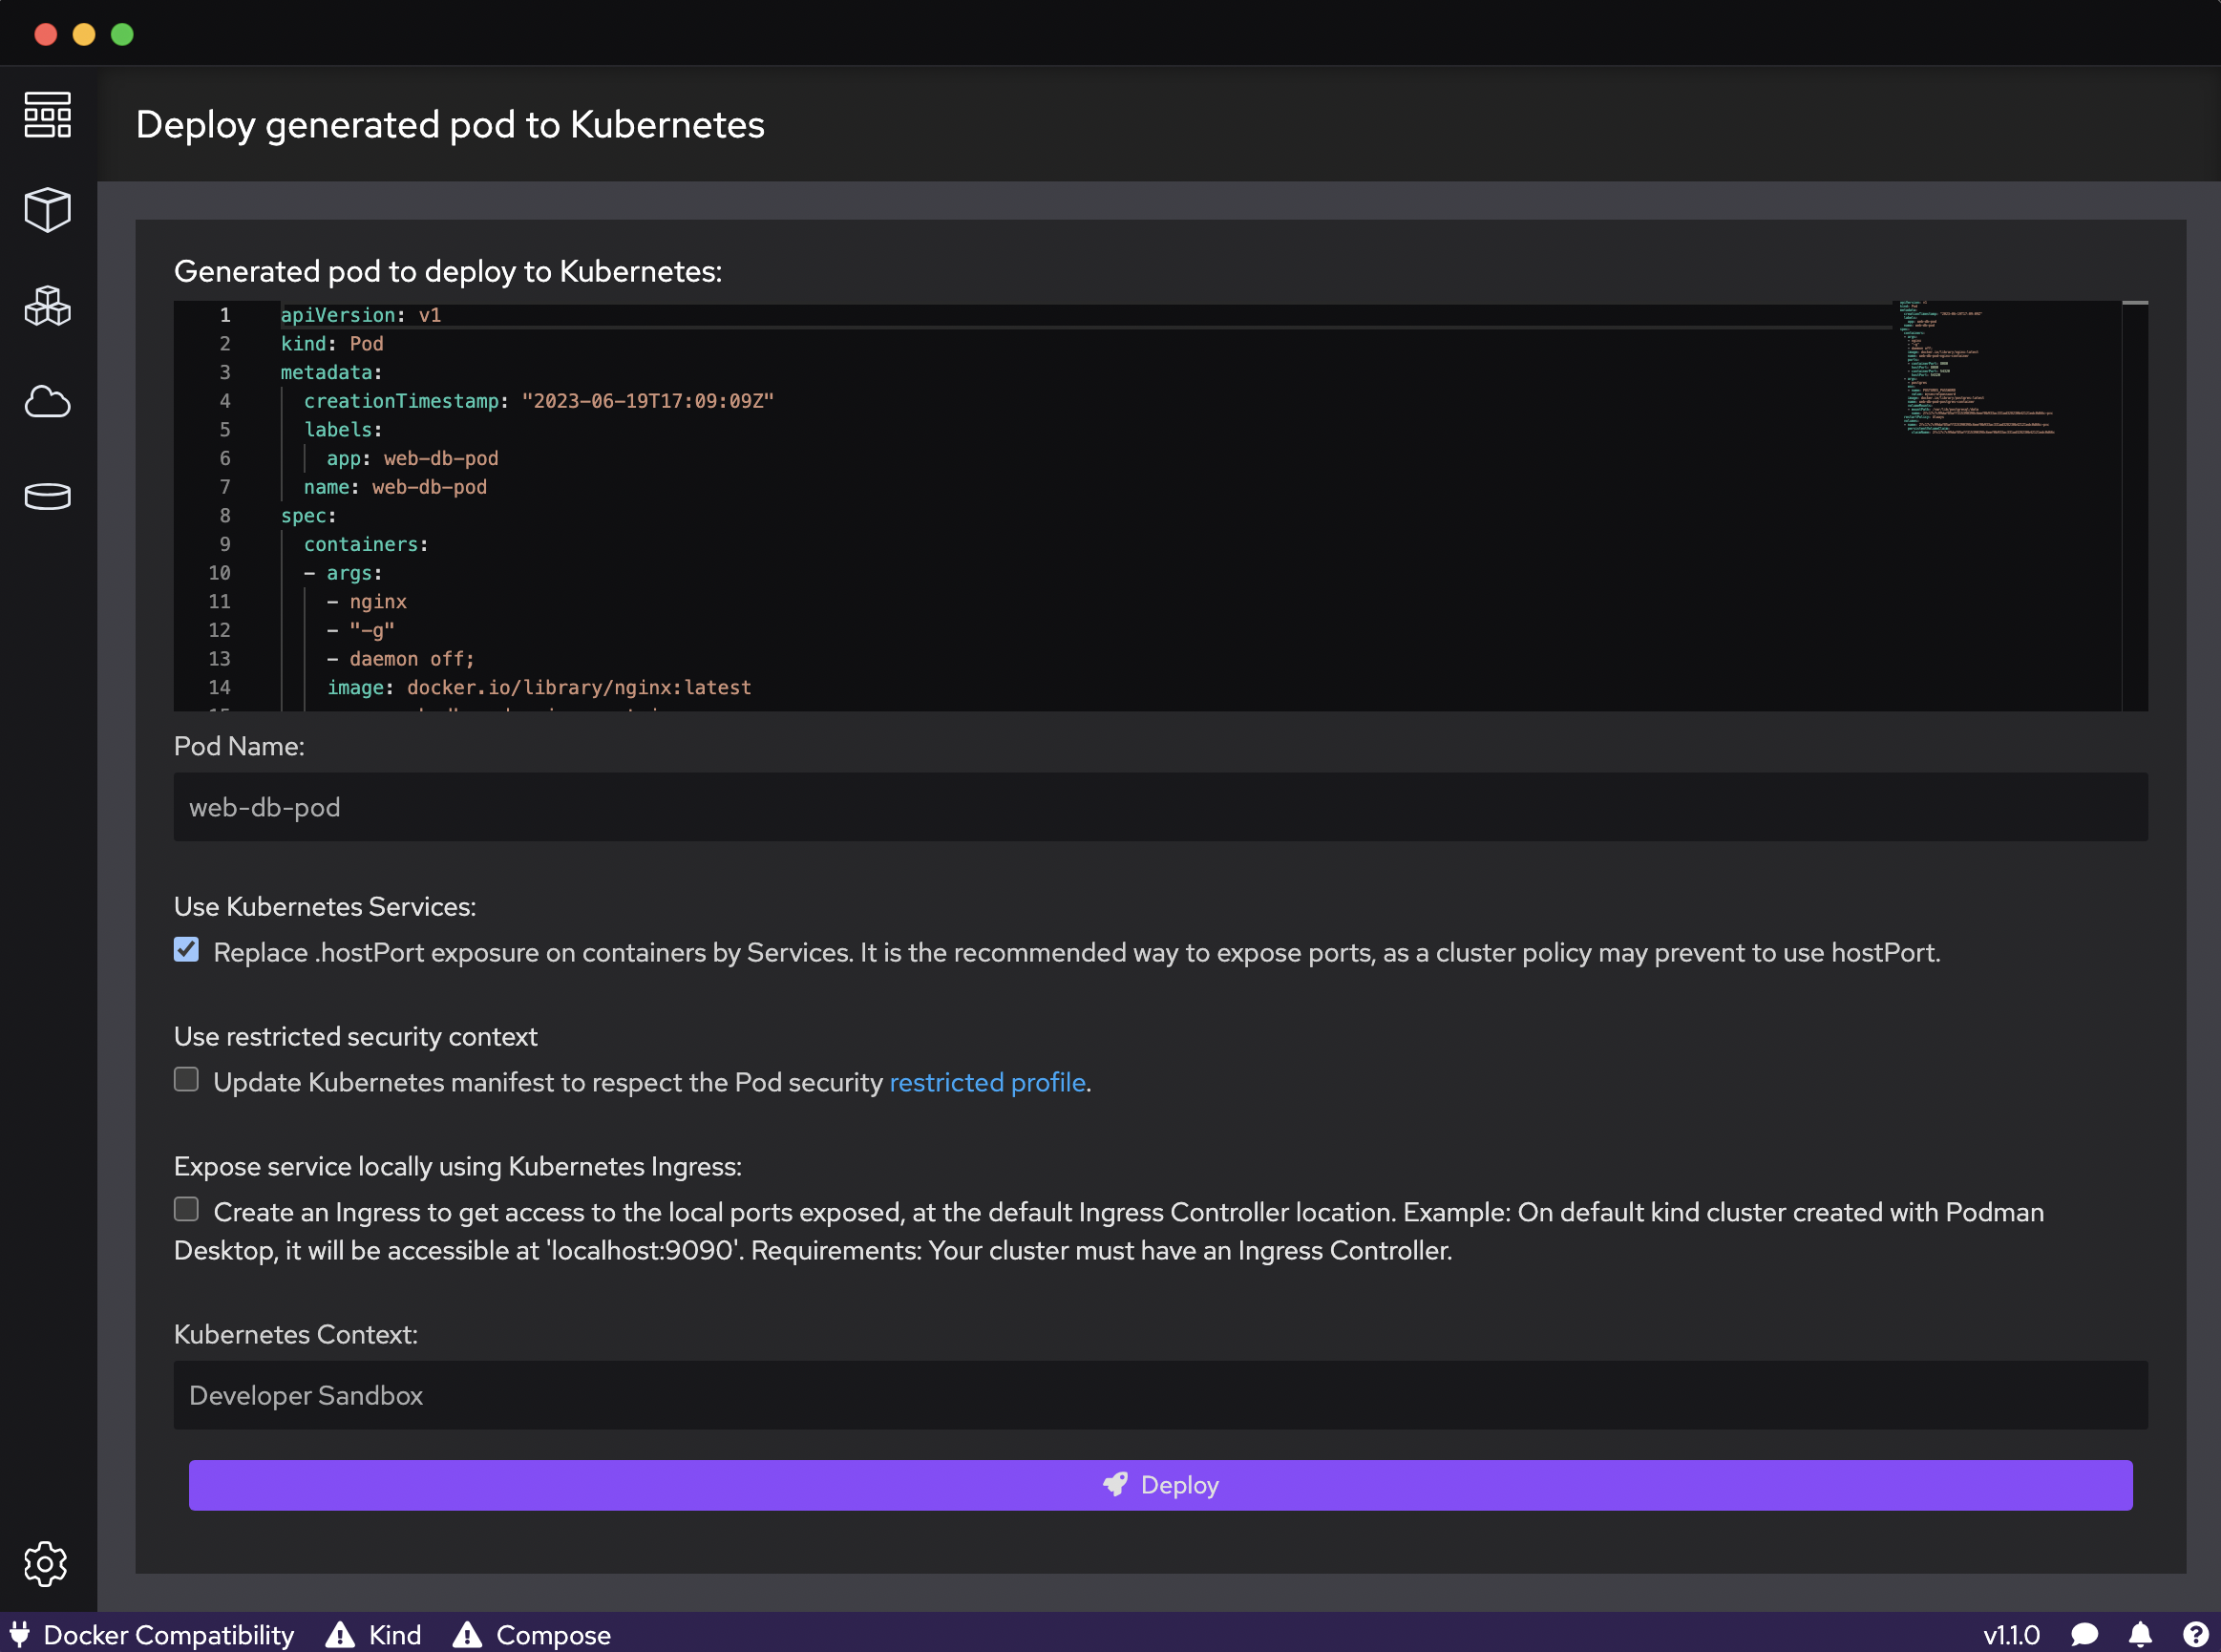 Deploy generated pod to Kubernetes
Generated pod to deploy to Kubernetes:
1 apiVersion: v1
2 kind: Pod
3 metadata:
4 creationTimestamp: "2023-06-19T17:09:09Z"
5 labels:
6 app: web-db-pod
7 name: web-db-pod
8 spec:
9 containers:
10 - args:
11 - nginx
12 - "-g"
13 - daemon off;
14 image: docker.io/library/nginx:latest
Pod Name:
web-db-pod
Use Kubernetes Services:
Replace .hostPort exposure on containers by Services. It is the recommended way to expose ports, as a cluster policy may prevent to use hostPort.
Use restricted security context
Update Kubernetes manifest to respect the Pod security restricted profile.
Expose service locally using Kubernetes Ingress:
Create an Ingress to get access to the local ports exposed, at the default Ingress Controller location. Example: On default kind cluster created with Podman
Desktop, it will be accessible at 'localhost:9090'. Requirements: Your cluster must have an Ingress Controller.
Kubernetes Context:
Developer Sandbox
Deploy
Docker Compatibility Kind Compose v1.1.0